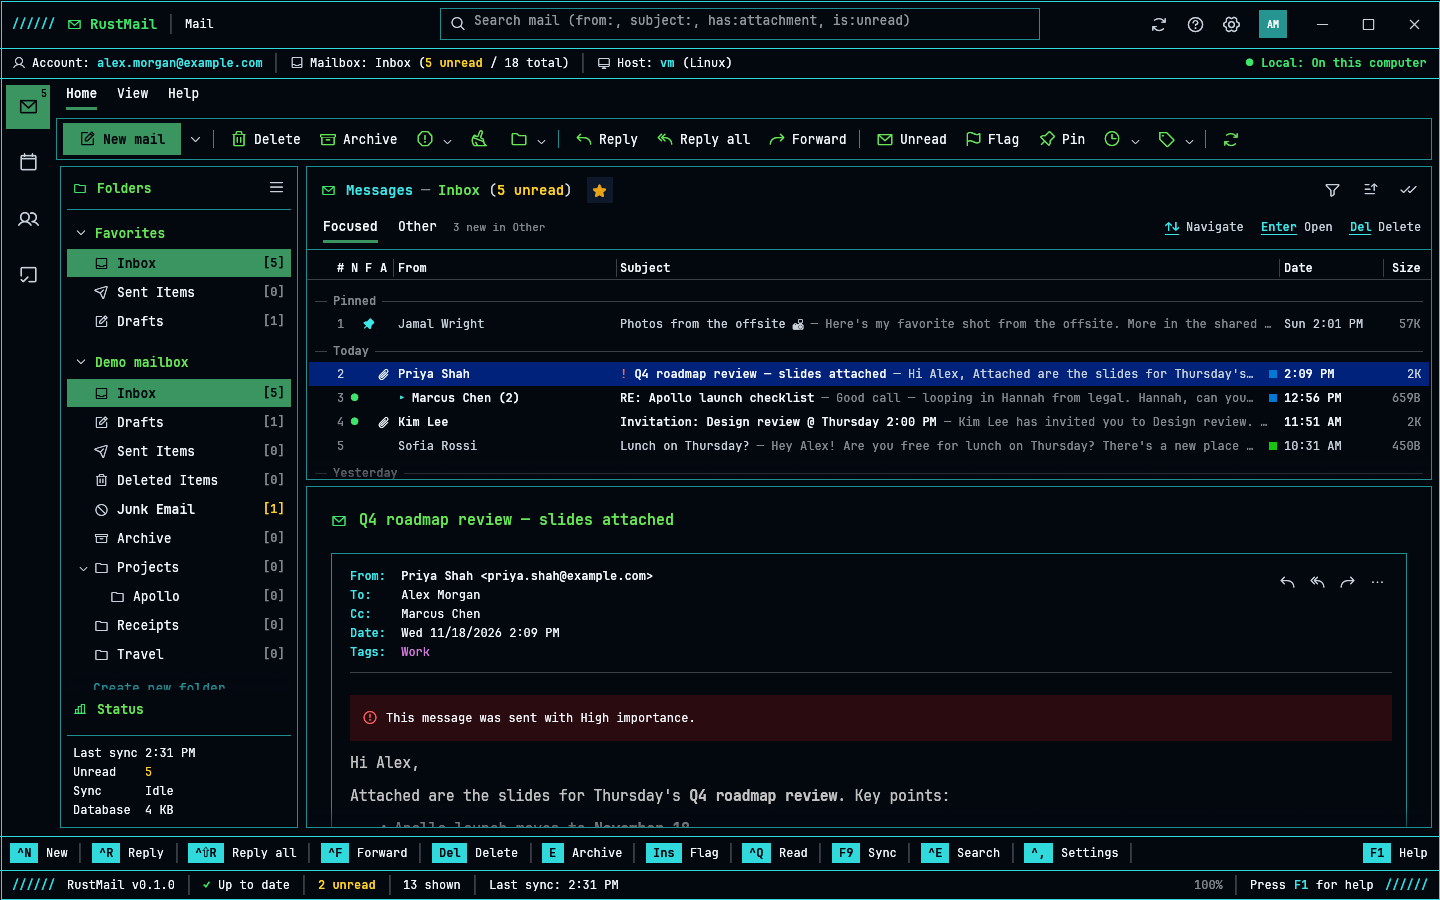 ////// RustMail | Mail Search mail (from:, subject:, has:attachment, is:unread) AM
Account: alex.morgan@example.com | Mailbox: Inbox (5 unread / 18 total) | Host: vm (Linux) Local: On this computer
5
Home View Help
New mail Delete Archive Reply Reply all Forward Unread Flag Pin
Folders
Favorites
Inbox [5]
Sent Items [0]
Drafts [1]
Demo mailbox
Inbox [5]
Drafts [1]
Sent Items [0]
Deleted Items [0]
Junk Email [1]
Archive [0]
Projects [0]
Apollo [0]
Receipts [0]
Travel [0]
Create new folder
Status
Last sync 2:31 PM
Unread 5
Sync Idle
Database 4 KB
Messages — Inbox (5 unread)
Focused Other 3 new in Other Navigate Enter Open Del Delete
# N F A From Subject Date Size
Pinned
1 Jamal Wright Photos from the offsite 📸 — Here's my favorite shot from the offsite. More in the shared … Sun 2:01 PM 57K
Today
2 Priya Shah ! Q4 roadmap review — slides attached — Hi Alex, Attached are the slides for Thursday's… 2:09 PM 2K
3 Marcus Chen (2) RE: Apollo launch checklist — Good call — looping in Hannah from legal. Hannah, can you… 12:56 PM 659B
4 Kim Lee Invitation: Design review @ Thursday 2:00 PM — Kim Lee has invited you to Design review. … 11:51 AM 2K
5 Sofia Rossi Lunch on Thursday? — Hey Alex! Are you free for lunch on Thursday? There's a new place … 10:31 AM 450B
Yesterday
Q4 roadmap review — slides attached
From: Priya Shah <priya.shah@example.com>
To: Alex Morgan
Cc: Marcus Chen
Date: Wed 11/18/2026 2:09 PM
Tags: Work
This message was sent with High importance.
Hi Alex,
Attached are the slides for Thursday's Q4 roadmap review. Key points:
• Apollo launch moves to November 18
^N New | ^R Reply | ^⇧R Reply all | ^F Forward | Del Delete | E Archive | Ins Flag | ^Q Read | F9 Sync | ^E Search | ^, Settings | F1 Help
////// RustMail v0.1.0 | ✓ Up to date | 2 unread | 13 shown | Last sync: 2:31 PM 100% | Press F1 for help //////